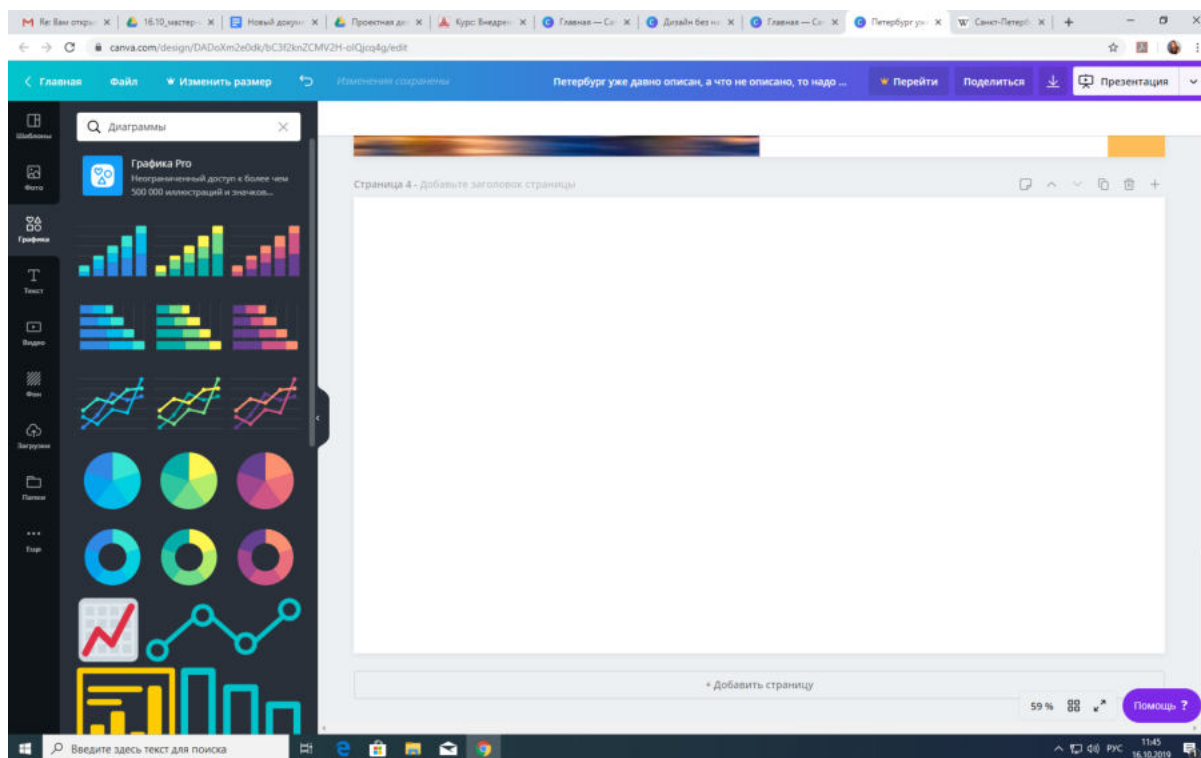 Re: Вам откры
16.10_мастер-
Новый докум
Проектная де
Курс: Внедрен
Главная — Ca
Дизайн без н
Главная — Ca
Петербург уж
Санкт-Петерб
canva.com/design/DADoXm2e0dk/bC3f2knZCMV2H-olQjcq4g/edit
Главная
Файл
Изменить размер
Изменения сохранены
Петербург уже давно описан, а что не описано, то надо ...
Перейти
Поделиться
Презентация
Шаблоны
Фото
Графика
Текст
Видео
Фон
Загрузки
Папки
Еще
Диаграммы
Графика Pro
Неограниченный доступ к более чем
500 000 иллюстраций и значков...
Страница 4 - Добавьте заголовок страницы
+ Добавить страницу
59 %
Помощь ?
Введите здесь текст для поиска
РУС
11:45
16.10.2019